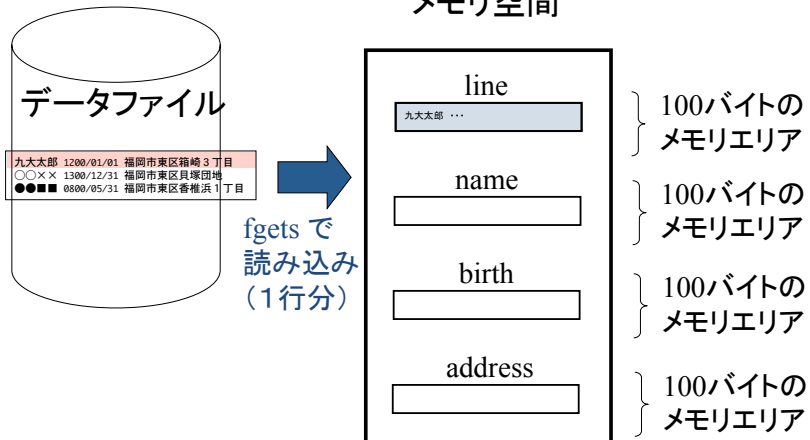 メモリ空間
データファイル
九大太郎 1200/01/01 福岡市東区箱崎３丁目
○○×× 1300/12/31 福岡市東区貝塚団地
●●■■ 0800/05/31 福岡市東区香椎浜１丁目
fgets で
読み込み
（１行分）
line
九大太郎 ･･･
100バイトの
メモリエリア
name
100バイトの
メモリエリア
birth
100バイトの
メモリエリア
address
100バイトの
メモリエリア